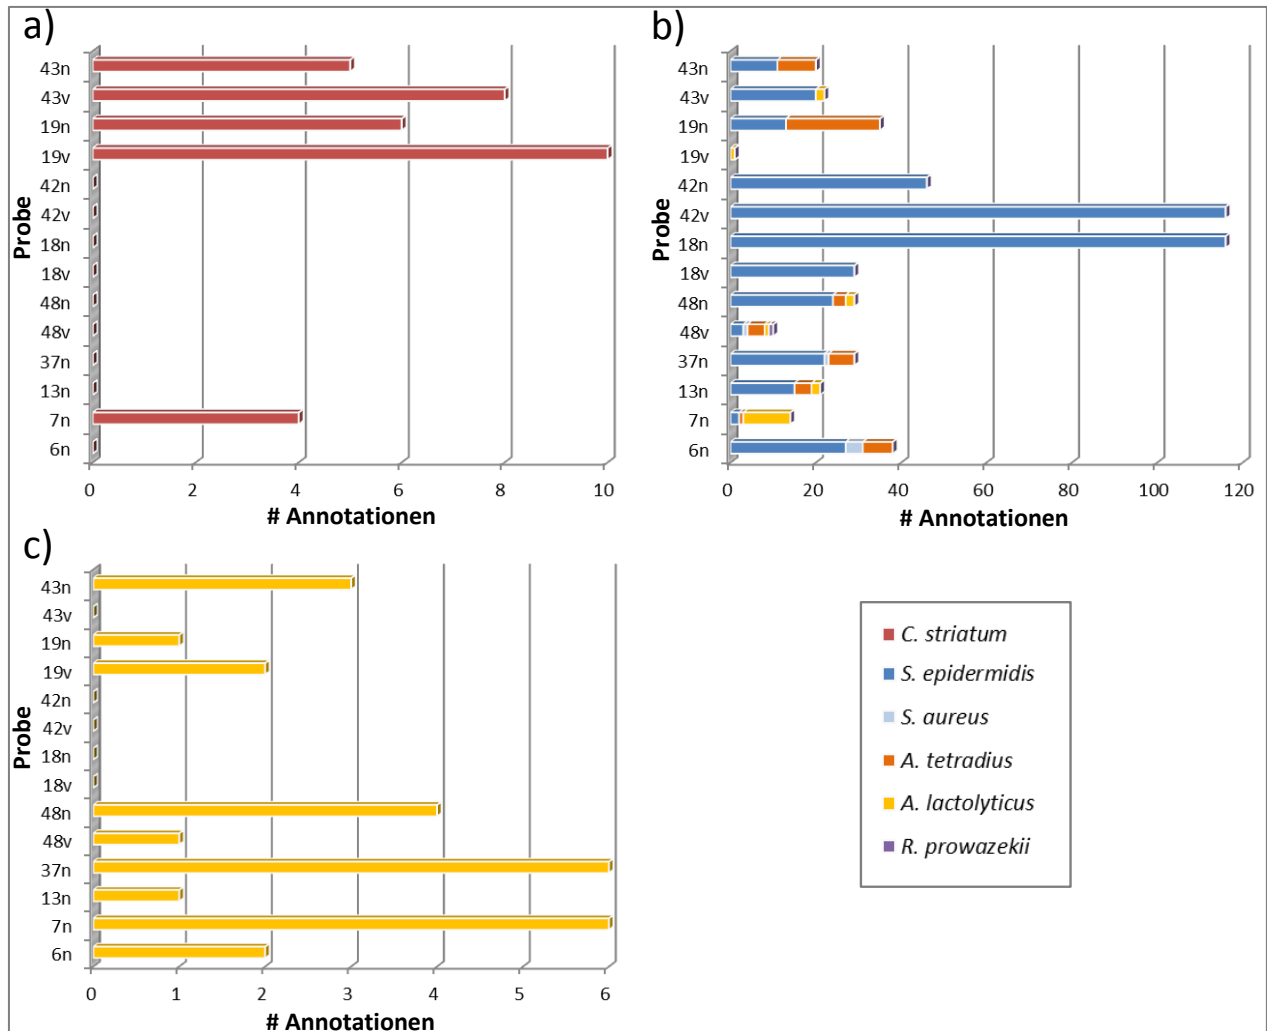 a)
43n
43v
19n
19v
42n
42v
18n
18v
48n
48v
37n
13n
7n
6n
Probe
0 2 4 6 8 10
# Annotationen
b)
43n
43v
19n
19v
42n
42v
18n
18v
48n
48v
37n
13n
7n
6n
Probe
0 20 40 60 80 100 120
# Annotationen
c)
43n
43v
19n
19v
42n
42v
18n
18v
48n
48v
37n
13n
7n
6n
Probe
0 1 2 3 4 5 6
# Annotationen
C. striatum
S. epidermidis
S. aureus
A. tetradius
A. lactolyticus
R. prowazekii